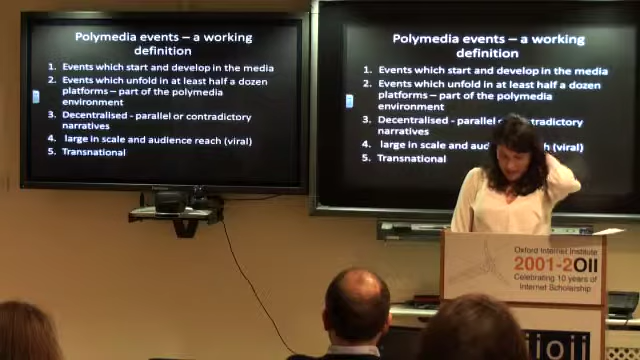 Polymedia events – a working
definition
1. Events which start and develop in the media
2. Events which unfold in at least half a dozen
platforms – part of the polymedia
environment
3. Decentralised - parallel or contradictory
narratives
4. large in scale and audience reach (viral)
5. Transnational
Polymedia events – a working
definition
1. Events which start and develop in the media
2. Events which unfold in at least half a dozen
platforms – part of the polymedia
environment
3. Decentralised - parallel contradictory
narratives
4. large in scale and reach (viral)
5. Transnational
Oxford Internet Institute
2001-2OII
Celebrating 10 years of
Internet Scholarship
oii